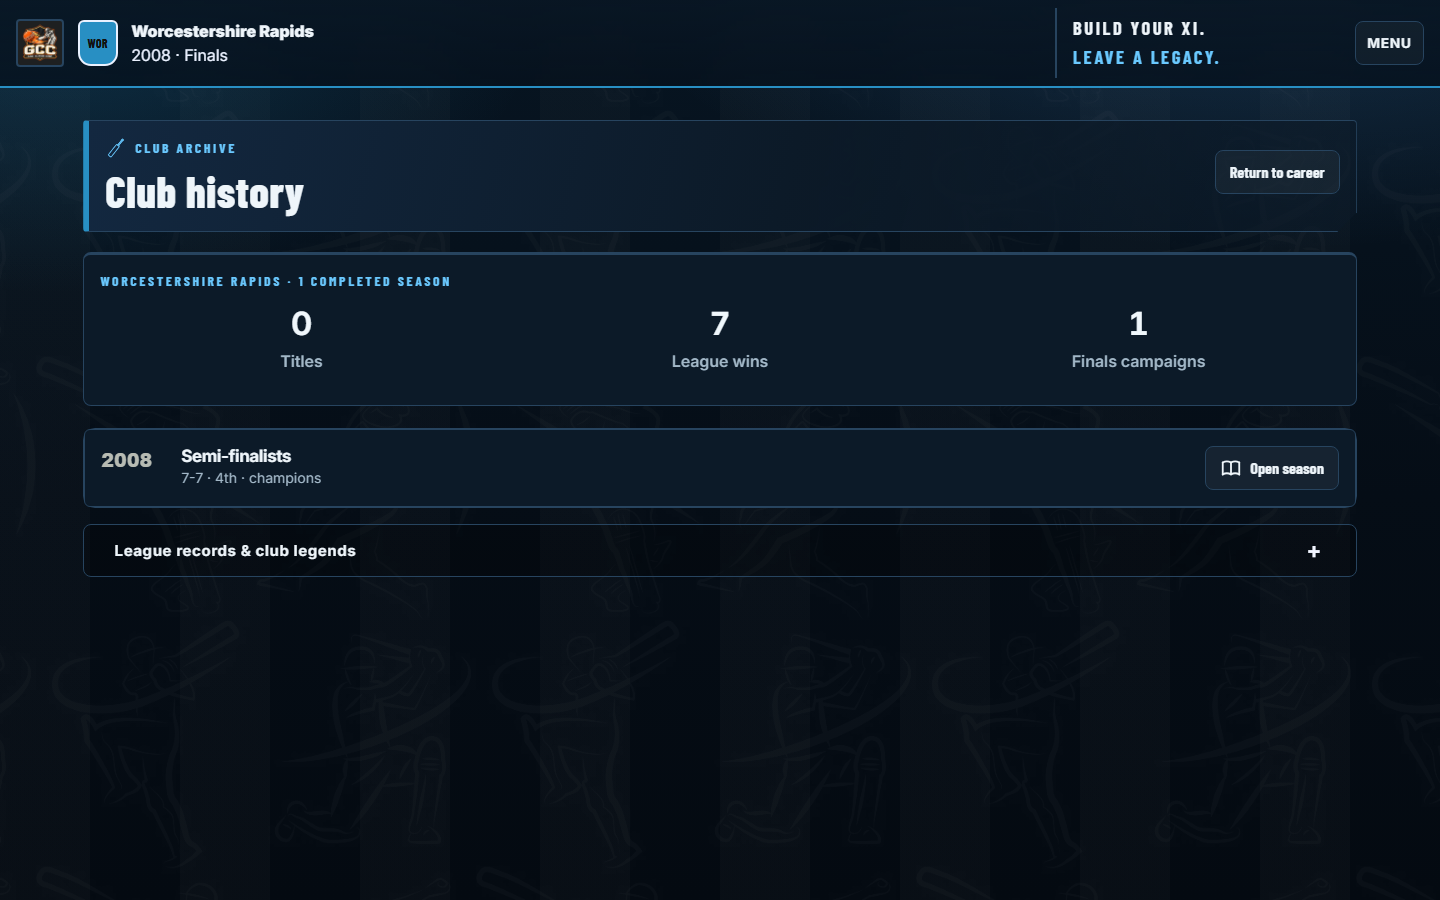 GCC
WOR
Worcestershire Rapids
2008 · Finals
BUILD YOUR XI.
LEAVE A LEGACY.
MENU
CLUB ARCHIVE
Club history
Return to career
WORCESTERSHIRE RAPIDS · 1 COMPLETED SEASON
0
Titles
7
League wins
1
Finals campaigns
2008
Semi-finalists
7-7 · 4th · champions
Open season
League records & club legends
+